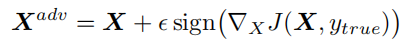 X^{adv} = X + ϵ sign(∇_X J(X, y_{true}))